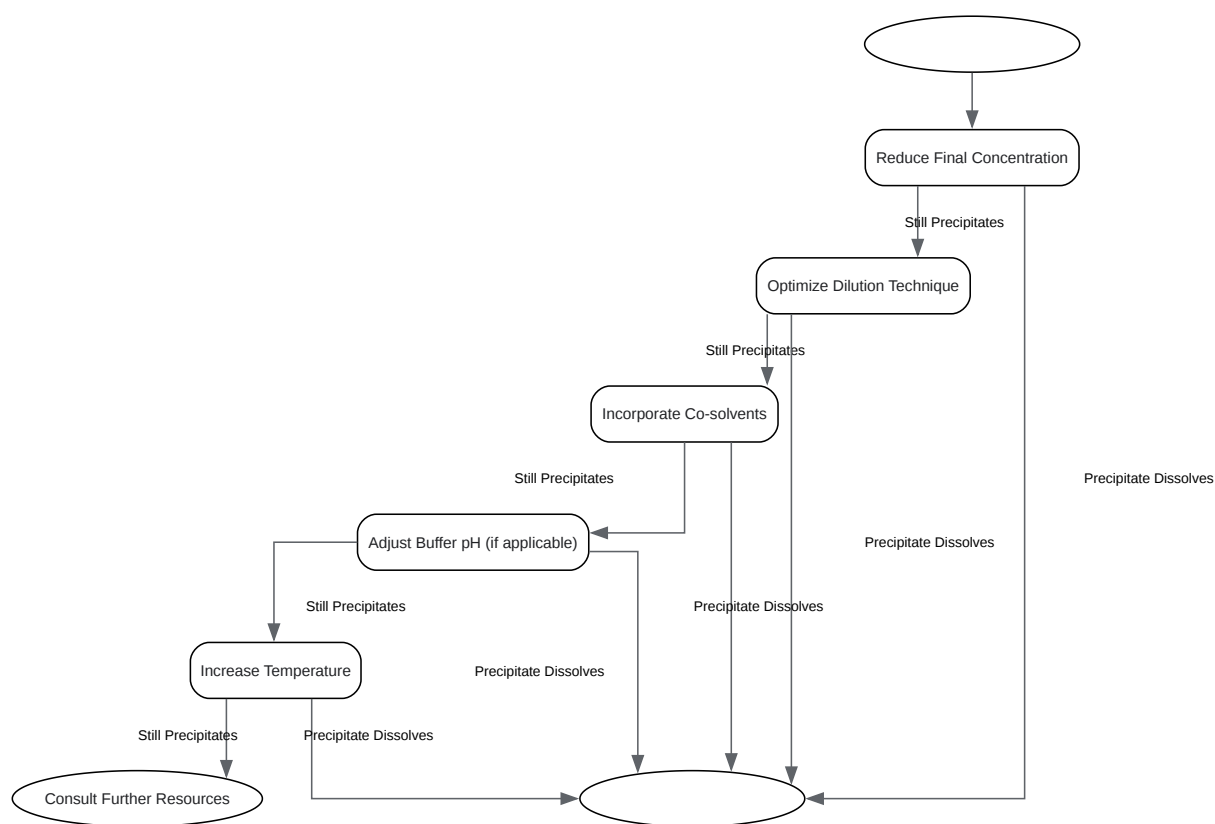 Reduce Final Concentration
Still Precipitates
Optimize Dilution Technique
Still Precipitates
Incorporate Co-solvents
Still Precipitates
Precipitate Dissolves
Adjust Buffer pH (if applicable)
Precipitate Dissolves
Still Precipitates
Precipitate Dissolves
Increase Temperature
Precipitate Dissolves
Still Precipitates
Precipitate Dissolves
Consult Further Resources